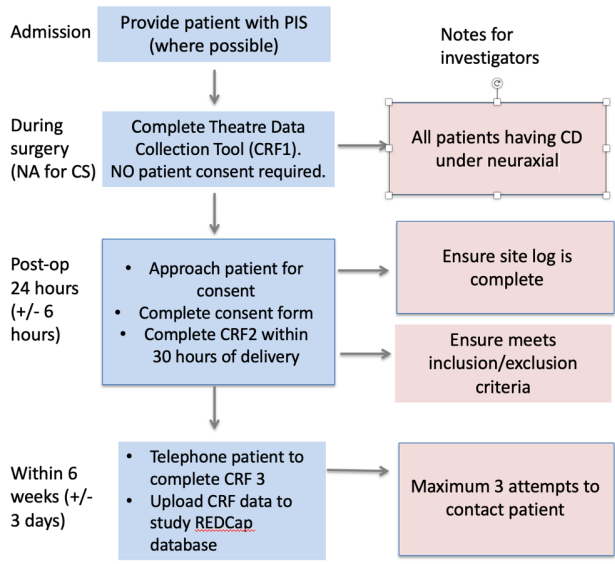 Admission
Provide patient with PIS
(where possible)
Notes for
investigators
During
surgery
(NA for CS)
Complete Theatre Data
Collection Tool (CRF1).
NO patient consent required.
All patients having CD
under neuraxial
Post-op
24 hours
(+/- 6
hours)
• Approach patient for
consent
• Complete consent form
• Complete CRF2 within
30 hours of delivery
Ensure site log is
complete
Ensure meets
inclusion/exclusion
criteria
Within 6
weeks (+/-
3 days)
• Telephone patient to
complete CRF 3
• Upload CRF data to
study REDCap
database
Maximum 3 attempts to
contact patient